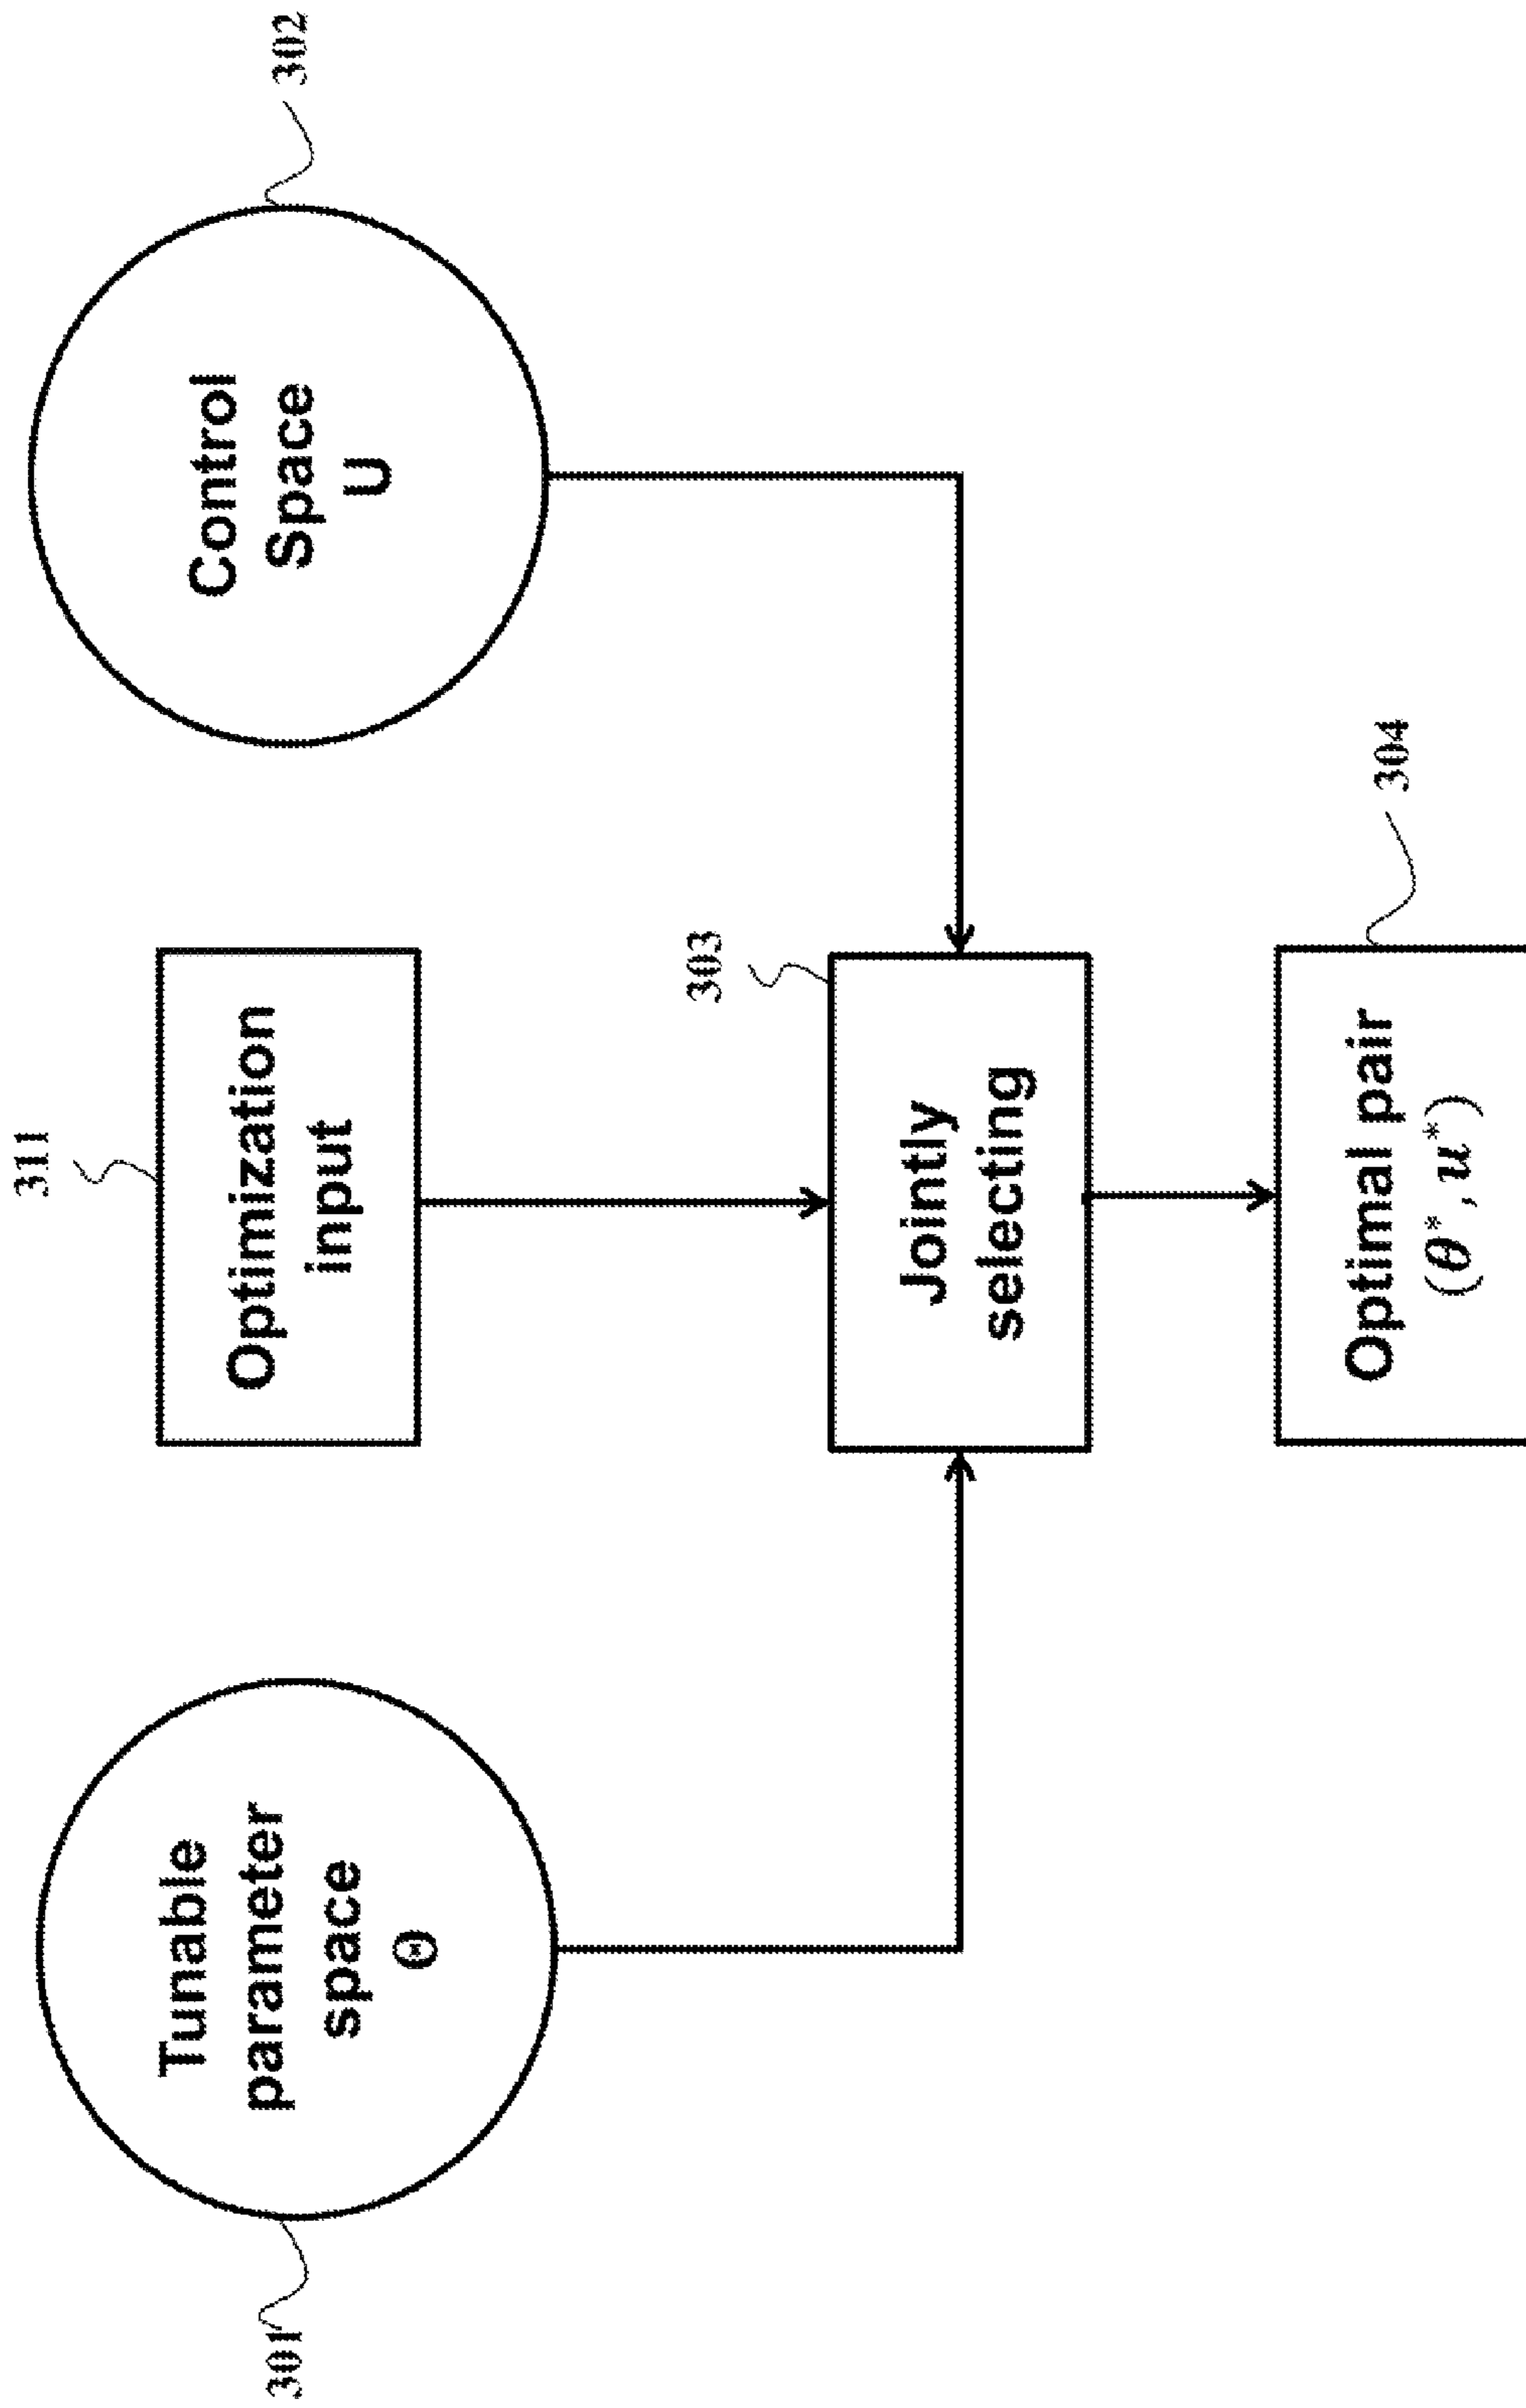 311
302
Tunable
parameter
space
Θ
301
Optimization
input
Control
Space
U
303
Jointly
selecting
304
Optimal pair
(θ*, u*)